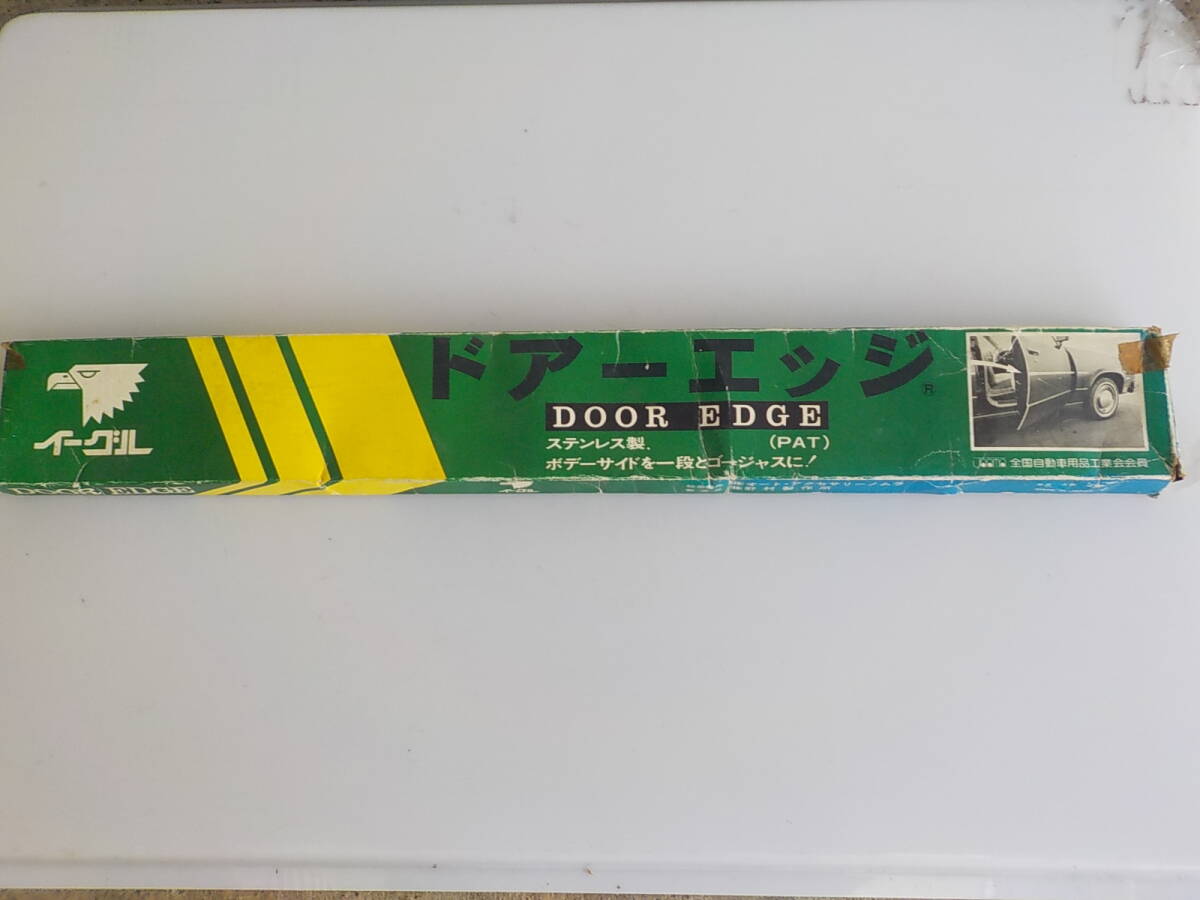 イーグル
ドアーエッジ
®
DOOR EDGE
ステンレス製. (PAT)
ボデーサイドを一段とゴージャスに!
全国自動車用品工業会会員
DOOR EDGE